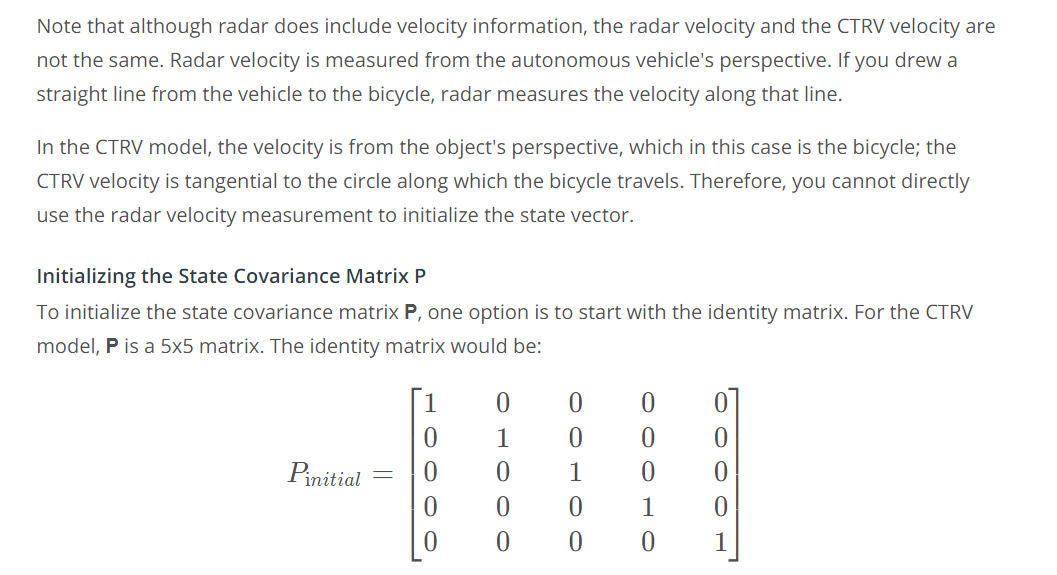 Note that although radar does include velocity information, the radar velocity and the CTRV velocity are
not the same. Radar velocity is measured from the autonomous vehicle's perspective. If you drew a
straight line from the vehicle to the bicycle, radar measures the velocity along that line.
In the CTRV model, the velocity is from the object's perspective, which in this case is the bicycle; the
CTRV velocity is tangential to the circle along which the bicycle travels. Therefore, you cannot directly
use the radar velocity measurement to initialize the state vector.
Initializing the State Covariance Matrix P
To initialize the state covariance matrix P, one option is to start with the identity matrix. For the CTRV
model, P is a 5x5 matrix. The identity matrix would be:
1 0 0 0 0
0 1 0 0 0
P_initial = 0 0 1 0 0
0 0 0 1 0
0 0 0 0 1